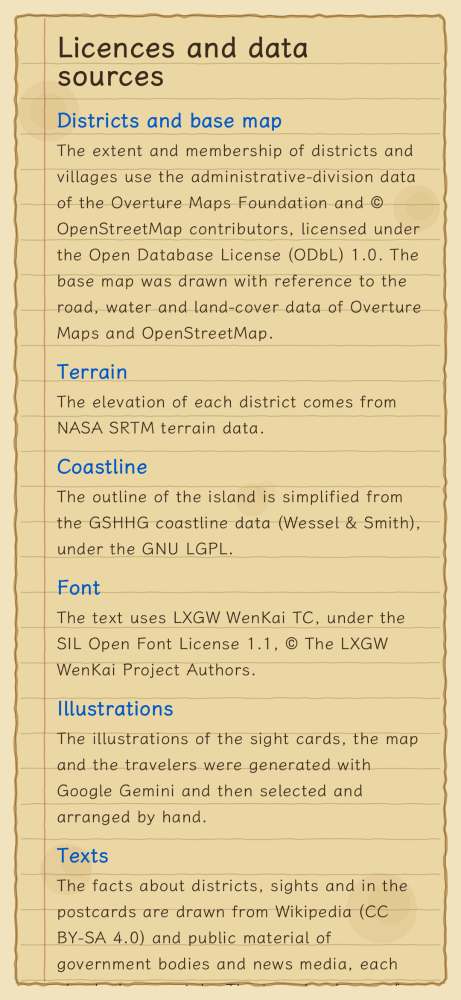 Licences and data
sources
Districts and base map
The extent and membership of districts and
villages use the administrative-division data
of the Overture Maps Foundation and ©
OpenStreetMap contributors, licensed under
the Open Database License (ODbL) 1.0. The
base map was drawn with reference to the
road, water and land-cover data of Overture
Maps and OpenStreetMap.
Terrain
The elevation of each district comes from
NASA SRTM terrain data.
Coastline
The outline of the island is simplified from
the GSHHG coastline data (Wessel & Smith),
under the GNU LGPL.
Font
The text uses LXGW WenKai TC, under the
SIL Open Font License 1.1, © The LXGW
WenKai Project Authors.
Illustrations
The illustrations of the sight cards, the map
and the travelers were generated with
Google Gemini and then selected and
arranged by hand.
Texts
The facts about districts, sights and in the
postcards are drawn from Wikipedia (CC
BY-SA 4.0) and public material of
government bodies and news media, each